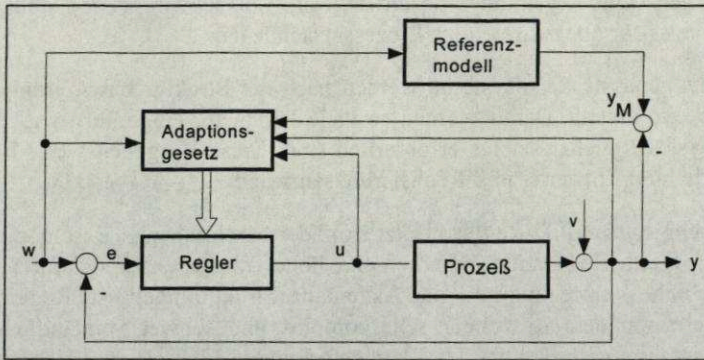 Referenz-
modell
y M
Adaptions-
gesetz
-
w
e
Regler
u
Prozeß
v
y